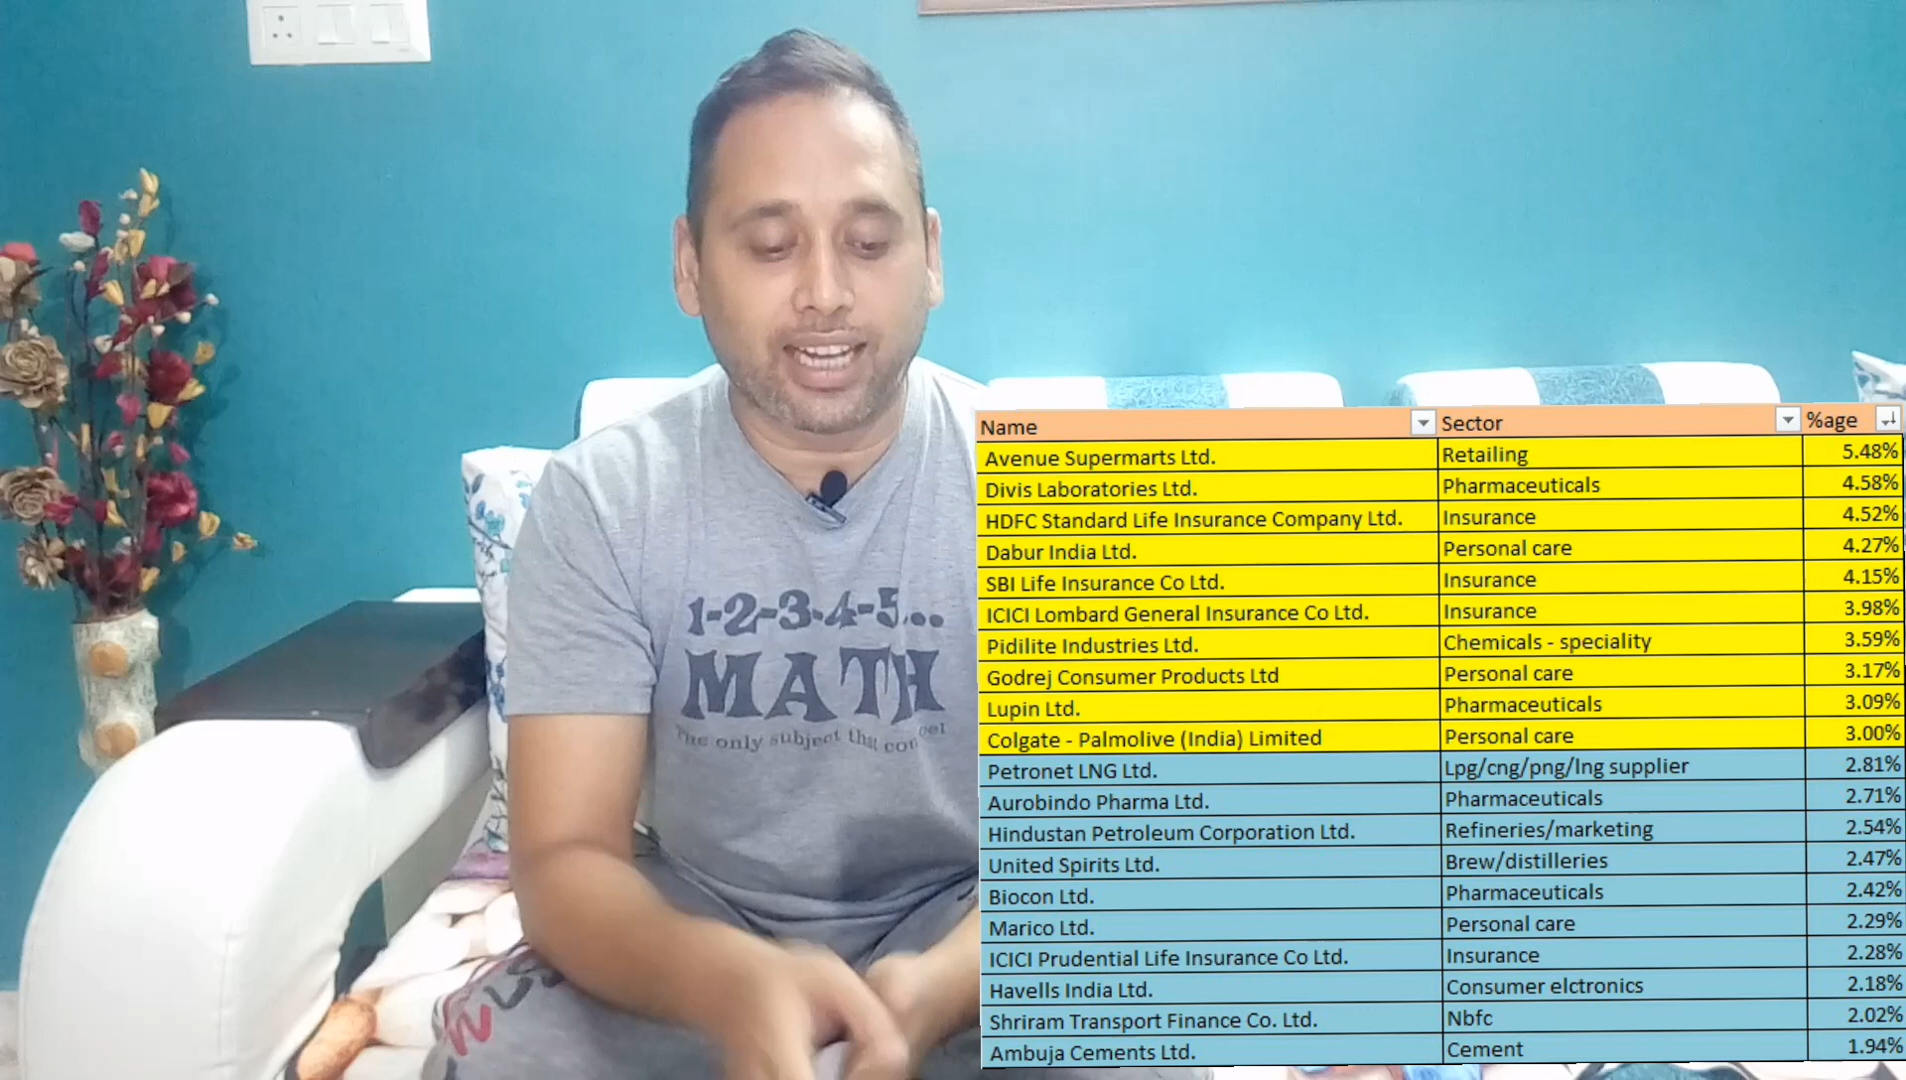 1-2-3-4-5...
MATH
The only subject that
Name Sector %age
Avenue Supermarts Ltd. Retailing 5.48%
Divis Laboratories Ltd. Pharmaceuticals 4.58%
HDFC Standard Life Insurance Company Ltd. Insurance 4.52%
Dabur India Ltd. Personal care 4.27%
SBI Life Insurance Co Ltd. Insurance 4.15%
ICICI Lombard General Insurance Co Ltd. Insurance 3.98%
Pidilite Industries Ltd. Chemicals - speciality 3.59%
Godrej Consumer Products Ltd Personal care 3.17%
Lupin Ltd. Pharmaceuticals 3.09%
Colgate - Palmolive (India) Limited Personal care 3.00%
Petronet LNG Ltd. Lpg/cng/png/lng supplier 2.81%
Aurobindo Pharma Ltd. Pharmaceuticals 2.71%
Hindustan Petroleum Corporation Ltd. Refineries/marketing 2.54%
United Spirits Ltd. Brew/distilleries 2.47%
Biocon Ltd. Pharmaceuticals 2.42%
Marico Ltd. Personal care 2.29%
ICICI Prudential Life Insurance Co Ltd. Insurance 2.28%
Havells India Ltd. Consumer elctronics 2.18%
Shriram Transport Finance Co. Ltd. Nbfc 2.02%
Ambuja Cements Ltd. Cement 1.94%